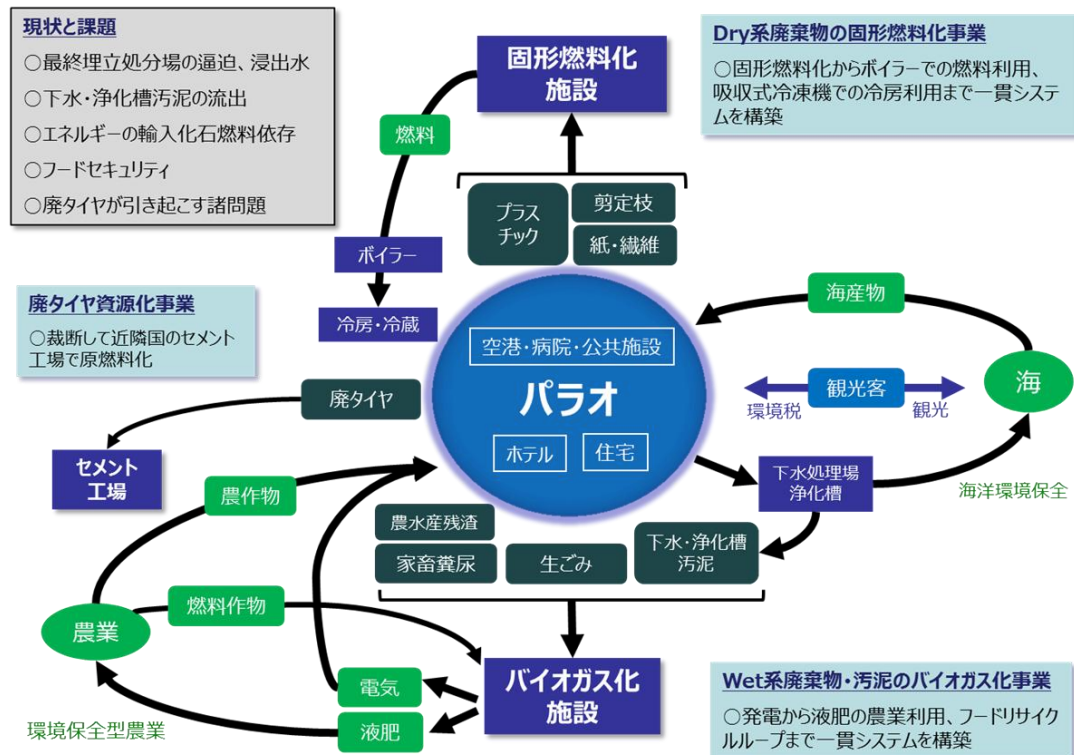 現状と課題
○最終埋立処分場の逼迫、浸出水
○下水・浄化槽汚泥の流出
○エネルギーの輸入化石燃料依存
○フードセキュリティ
○廃タイヤが引き起こす諸問題
固形燃料化
施設
Dry系廃棄物の固形燃料化事業
○固形燃料化からボイラーでの燃料利用、
吸収式冷凍機での冷房利用まで一貫システ
ムを構築
燃料
プラス
チック
剪定枝
紙・繊維
ボイラー
冷房・冷蔵
廃タイヤ資源化事業
○裁断して近隣国のセメント
工場で原燃料化
海産物
空港・病院・公共施設
パラオ
ホテル
住宅
海
観光客
環境税
観光
廃タイヤ
セメント
工場
下水処理場
浄化槽
海洋環境保全
農作物
農水産残渣
家畜糞尿
生ごみ
下水・浄化槽
汚泥
燃料作物
農業
バイオガス化
施設
電気
液肥
環境保全型農業
Wet系廃棄物・汚泥のバイオガス化事業
○発電から液肥の農業利用、フードリサイク
ルループまで一貫システムを構築